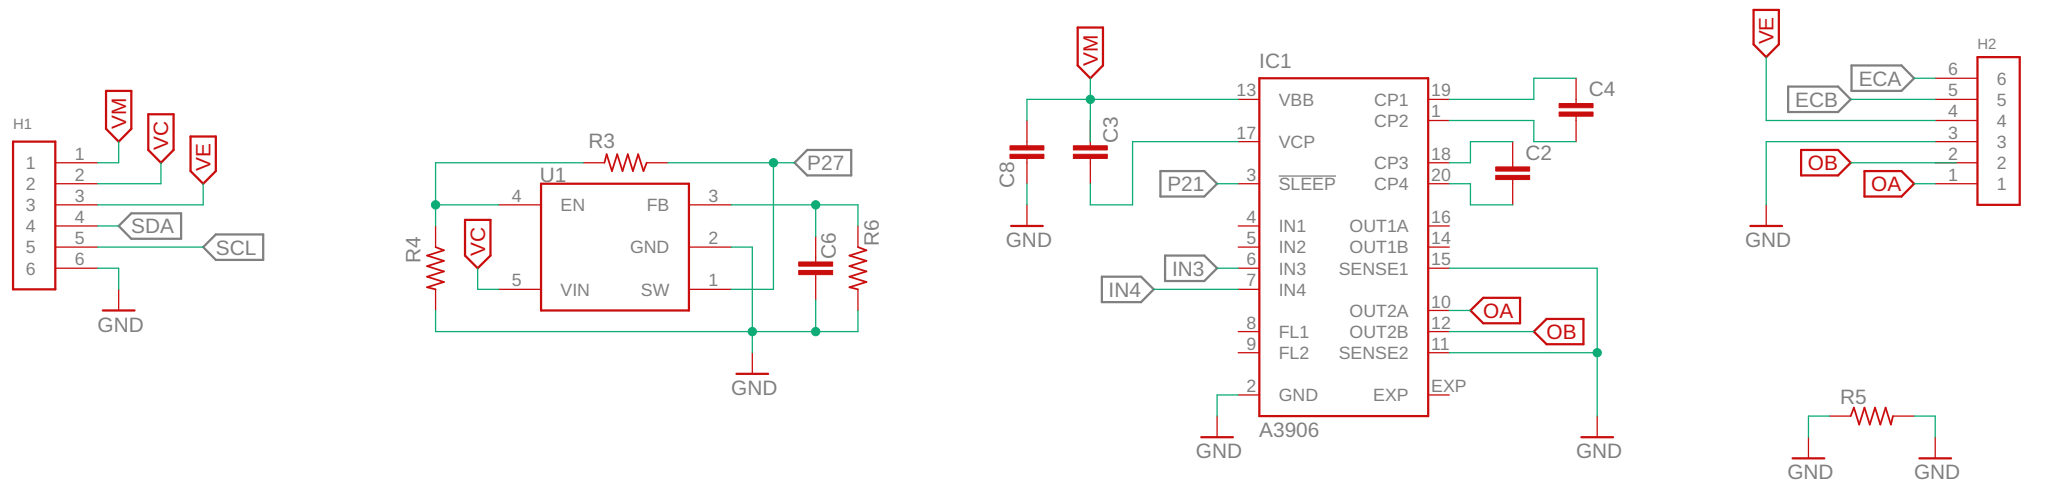 H1
VM
VC
VE
1 1
2 2
3 3
4 4 SDA
5 5 SCL
6 6
GND
R3
P27
U1
4 EN FB 3
GND 2
5 VIN SW 1
VC
R4
C6
R6
GND
VM
C8
C3
GND
IC1
13 VBB CP1 19
CP2 1
17 VCP
CP3 18
P21 3 SLEEP CP4 20
4 IN1 OUT1A 16
5 IN2 OUT1B 14
IN3 6 IN3 SENSE1 15
IN4 7 IN4
OUT2A 10 OA
8 FL1 OUT2B 12 OB
9 FL2 SENSE2 11
2 GND EXP EXP
A3906
GND
C4
C2
GND
VE
H2
ECA 6 6
ECB 5 5
4 4
3 3
OB 2 2
OA 1 1
GND
R5
GND
GND